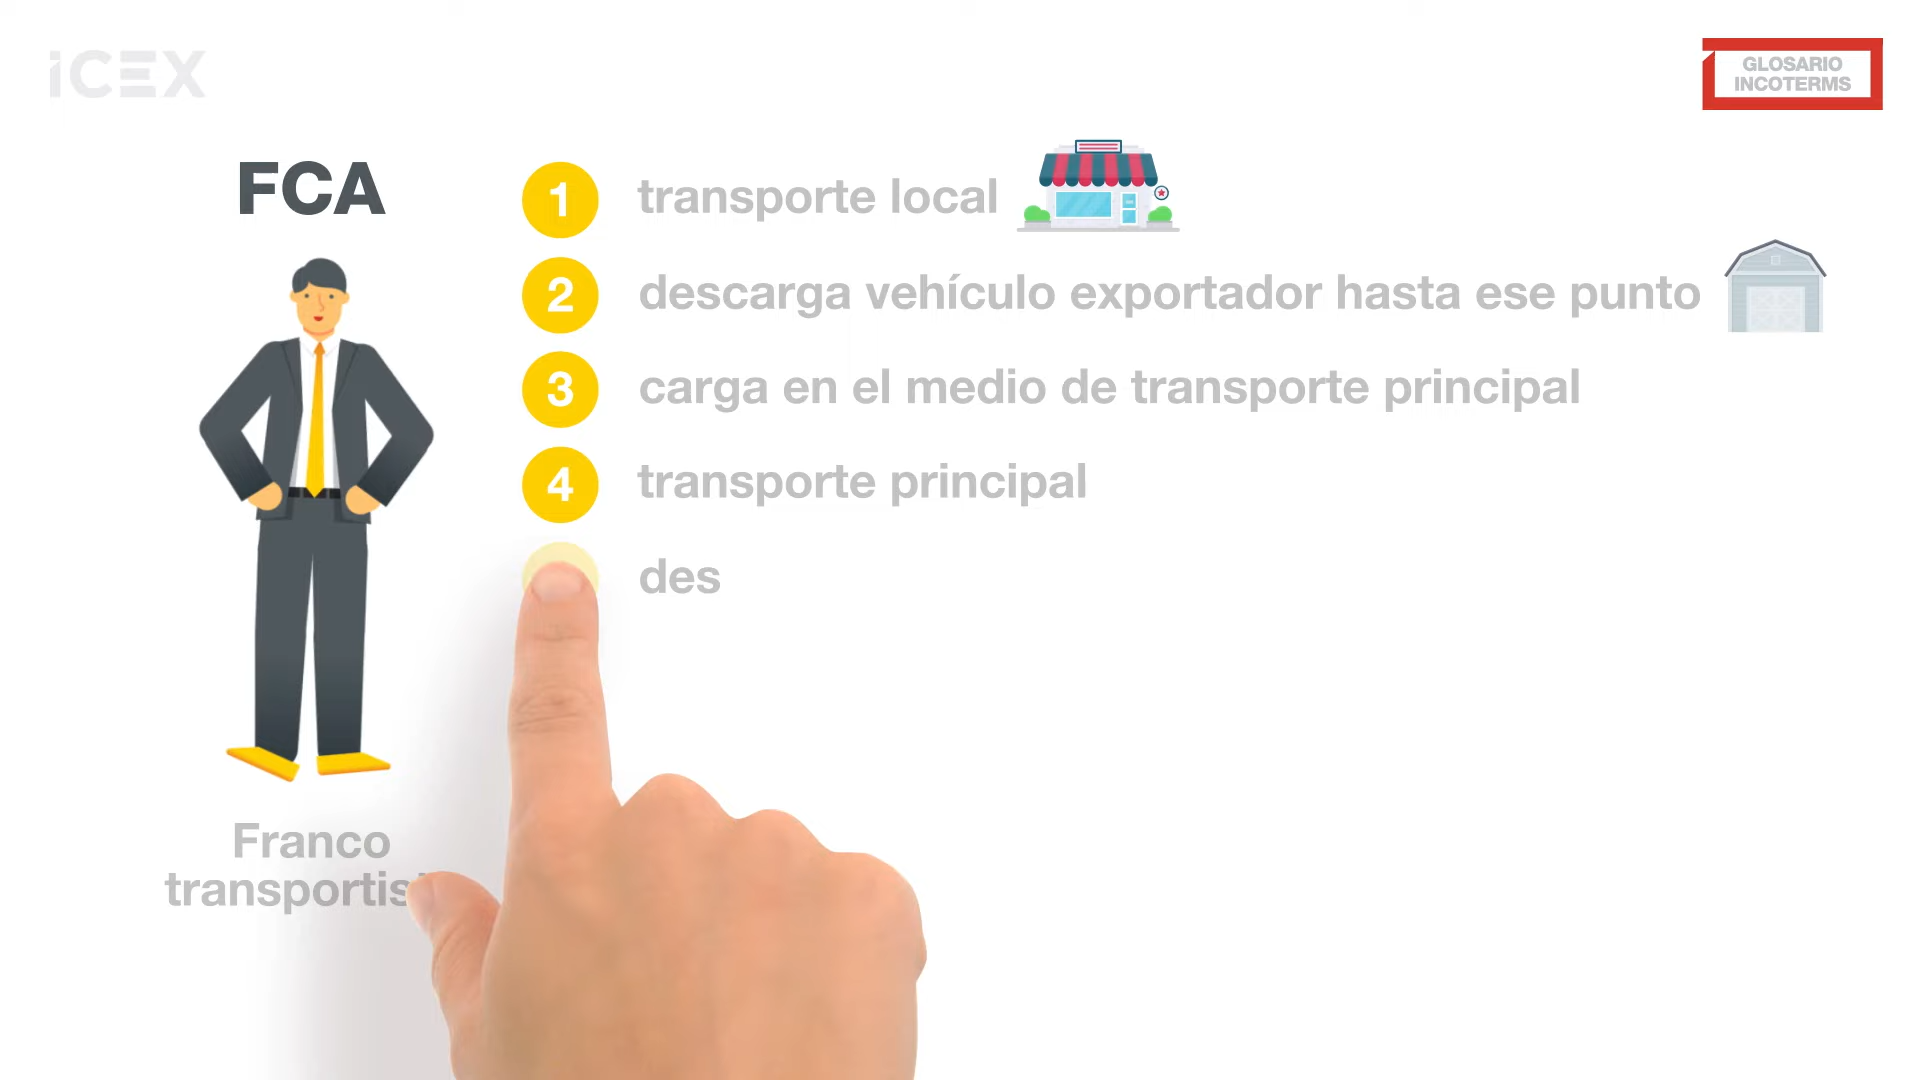 iCEX
GLOSARIO
INCOTERMS
FCA
1 transporte local
2 descarga vehículo exportador hasta ese punto
3 carga en el medio de transporte principal
4 transporte principal
des
Franco
transportis